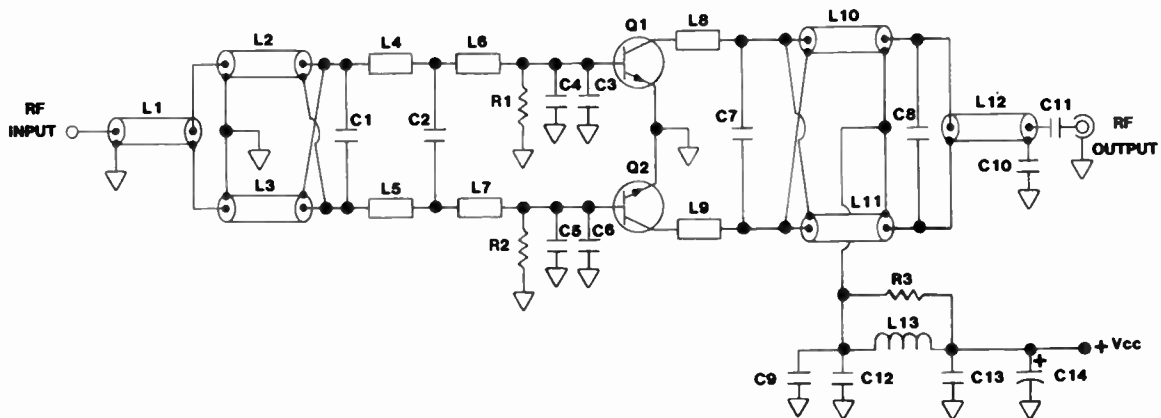 Q1
L8
L10
L2
L4
L6
RF
INPUT
L1
C1
C2
R1
C4
C3
C7
C8
L12
C11
RF
OUTPUT
C10
L3
L5
L7
Q2
R2
C5
C6
L9
L11
R3
L13
+ Vcc
C9
C12
C13
+
C14